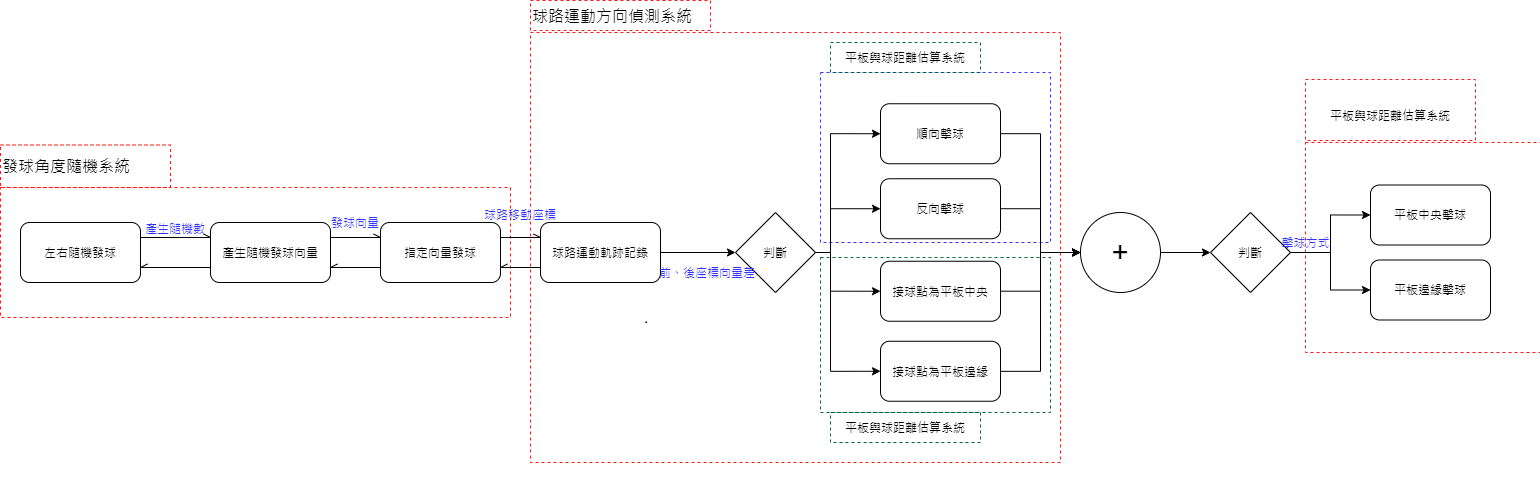 球路運動方向偵測系統
平板與球距離估算系統
平板與球距離估算系統
發球角度隨機系統
順向擊球
反向擊球
產生隨機數
發球向量
球路移動座標
左右隨機發球
產生隨機發球向量
指定向量發球
球路運動軌跡記錄
前、後座標向量差
判斷
+
判斷
擊球方式
平板中央擊球
平板邊緣擊球
接球點為平板中央
接球點為平板邊緣
平板與球距離估算系統